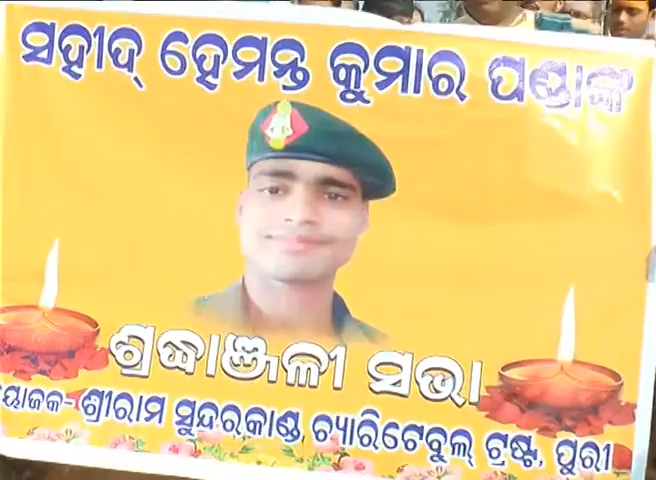 ସହୀଦ୍ ହେମନ୍ତ କୁମାର ପଣ୍ଡାଙ୍କ
ଶ୍ରଦ୍ଧାଞ୍ଜଳୀ ସଭା
ଶ୍ରୀରାମ ସୁନ୍ଦରକାଣ୍ଡ ଚ୍ୟାରିଟେବୁଲ୍ ଟ୍ରଷ୍ଟ, ପୁରୀ